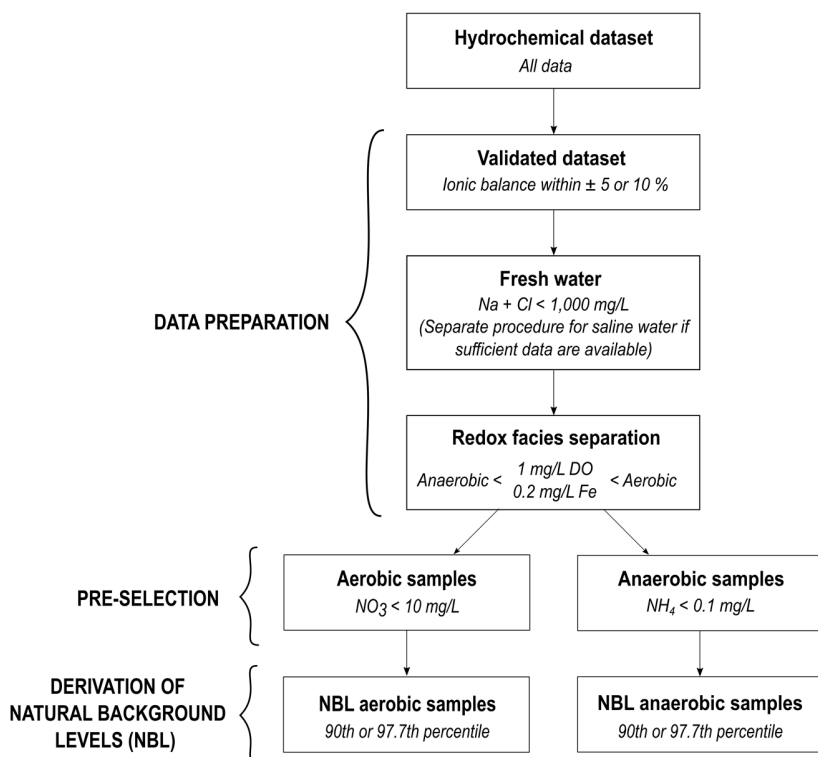 Hydrochemical dataset
All data
Validated dataset
Ionic balance within ± 5 or 10 %
Fresh water
Na + Cl < 1,000 mg/L
(Separate procedure for saline water if
sufficient data are available)
DATA PREPARATION
Redox facies separation
Anaerobic < 1 mg/L DO < Aerobic
0.2 mg/L Fe
PRE-SELECTION
Aerobic samples
NO3 < 10 mg/L
Anaerobic samples
NH4 < 0.1 mg/L
DERIVATION OF
NATURAL BACKGROUND
LEVELS (NBL)
NBL aerobic samples
90th or 97.7th percentile
NBL anaerobic samples
90th or 97.7th percentile